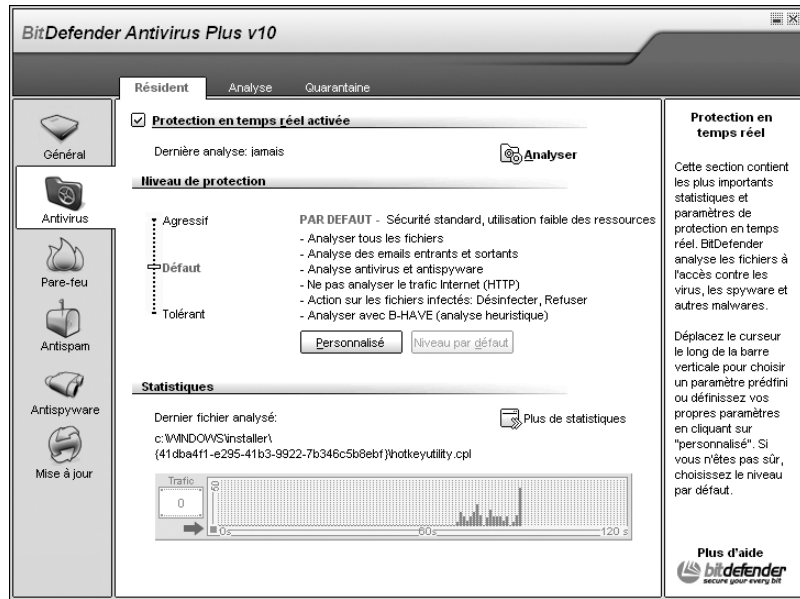 BitDefender Antivirus Plus v10
Résident
Analyse
Quarantaine
Général
Antivirus
Pare-feu
Antispam
Antispyware
Mise à jour
Protection en temps réel activée
Dernière analyse: jamais
Analyser
Niveau de protection
Agressif
Défaut
Tolérant
PAR DEFAUT - Sécurité standard, utilisation faible des ressources
- Analyser tous les fichiers
- Analyse des emails entrants et sortants
- Analyse antivirus et antispyware
- Ne pas analyser le trafic Internet (HTTP)
- Action sur les fichiers infectés: Désinfecter, Refuser
- Analyser avec B-HAVE (analyse heuristique)
Personnalisé
Niveau par défaut
Statistiques
Dernier fichier analysé:
Plus de statistiques
c:\WINDOWS\installer\
{41dba4f1-e295-41b3-9922-7b346c5b8ebf}\hotkeyutility.cpl
Trafic
0
60
0s
60s
120 s
Protection en
temps réel
Cette section contient
les plus importants
statistiques et
paramètres de
protection en temps
réel. BitDefender
analyse les fichiers à
l'accès contre les
virus, les spyware et
autres malwares.
Déplacez le curseur
le long de la barre
verticale pour choisir
un paramètre prédfini
ou définissez vos
propres paramètres
en cliquant sur
"personnalisé". Si
vous n'êtes pas sûr,
choisissez le niveau
par défaut.
Plus d'aide
bitdefender
secure your every bit